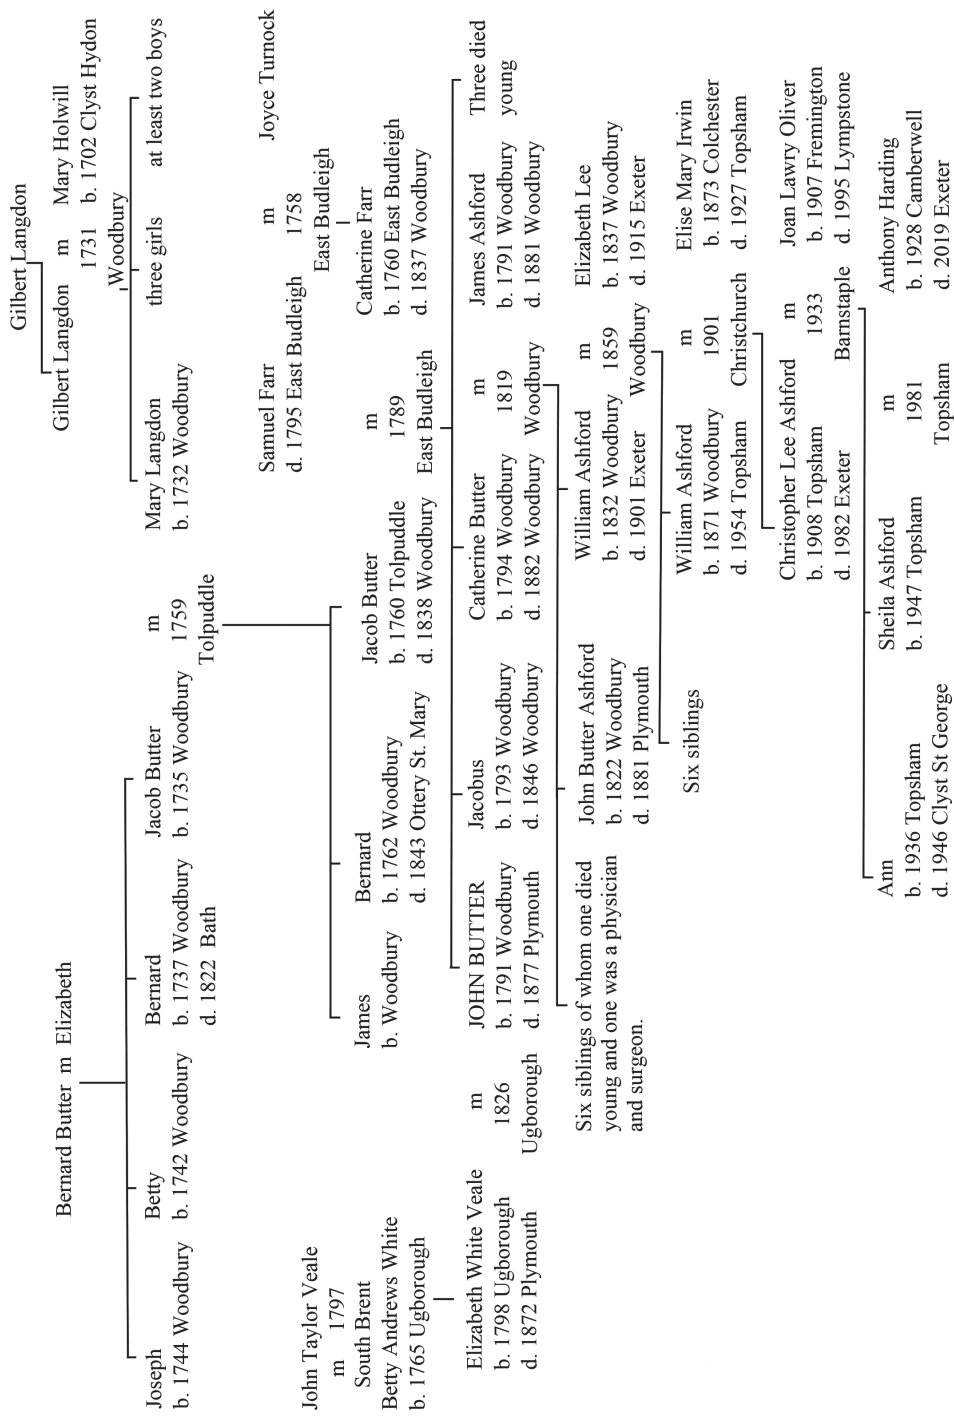 Gilbert Langdon
Bernard Butter m Elizabeth
Gilbert Langdon m Mary Holwill
1731 b. 1702 Clyst Hydon
Woodbury
Joseph
b. 1744 Woodbury
Betty
b. 1742 Woodbury
Bernard
b. 1737 Woodbury
d. 1822 Bath
Jacob Butter
b. 1735 Woodbury
m
1759
Tolpuddle
Mary Langdon
b. 1732 Woodbury
three girls
at least two boys
John Taylor Veale
m 1797
South Brent
Betty Andrews White
b. 1765 Ugborough
Samuel Farr
d. 1795 East Budleigh
m
1758
East Budleigh
Joyce Turnock
James
b. Woodbury
Bernard
b. 1762 Woodbury
d. 1843 Ottery St. Mary
Jacob Butter
b. 1760 Tolpuddle
d. 1838 Woodbury
m
1789
East Budleigh
Catherine Farr
b. 1760 East Budleigh
d. 1837 Woodbury
Elizabeth White Veale
b. 1798 Ugborough
d. 1872 Plymouth
m
1826
Ugborough
JOHN BUTTER
b. 1791 Woodbury
d. 1877 Plymouth
Jacobus
b. 1793 Woodbury
d. 1846 Woodbury
Catherine Butter
b. 1794 Woodbury
d. 1882 Woodbury
m
1819
Woodbury
James Ashford
b. 1791 Woodbury
d. 1881 Woodbury
Three died
young
Six siblings of whom one died
young and one was a physician
and surgeon.
John Butter Ashford
b. 1822 Woodbury
d. 1881 Plymouth
William Ashford
b. 1832 Woodbury
d. 1901 Exeter
m
1859
Woodbury
Elizabeth Lee
b. 1837 Woodbury
d. 1915 Exeter
Six siblings
William Ashford
b. 1871 Woodbury
d. 1954 Topsham
m
1901
Christchurch
Elise Mary Irwin
b. 1873 Colchester
d. 1927 Topsham
Christopher Lee Ashford
b. 1908 Topsham
d. 1982 Exeter
m
1933
Barnstaple
Joan Lawry Oliver
b. 1907 Fremington
d. 1995 Lympstone
Ann
b. 1936 Topsham
d. 1946 Clyst St George
Sheila Ashford
b. 1947 Topsham
m
1981
Topsham
Anthony Harding
b. 1928 Camberwell
d. 2019 Exeter